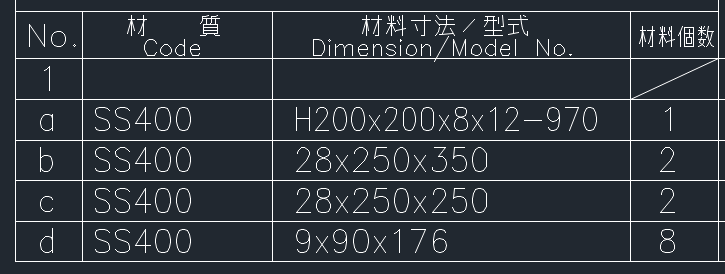 No. 材　質 材料寸法／型式 材料個数
Code Dimension/Model No.
1
a SS400 H200x200x8x12-970 1
b SS400 28x250x350 2
c SS400 28x250x250 2
d SS400 9x90x176 8